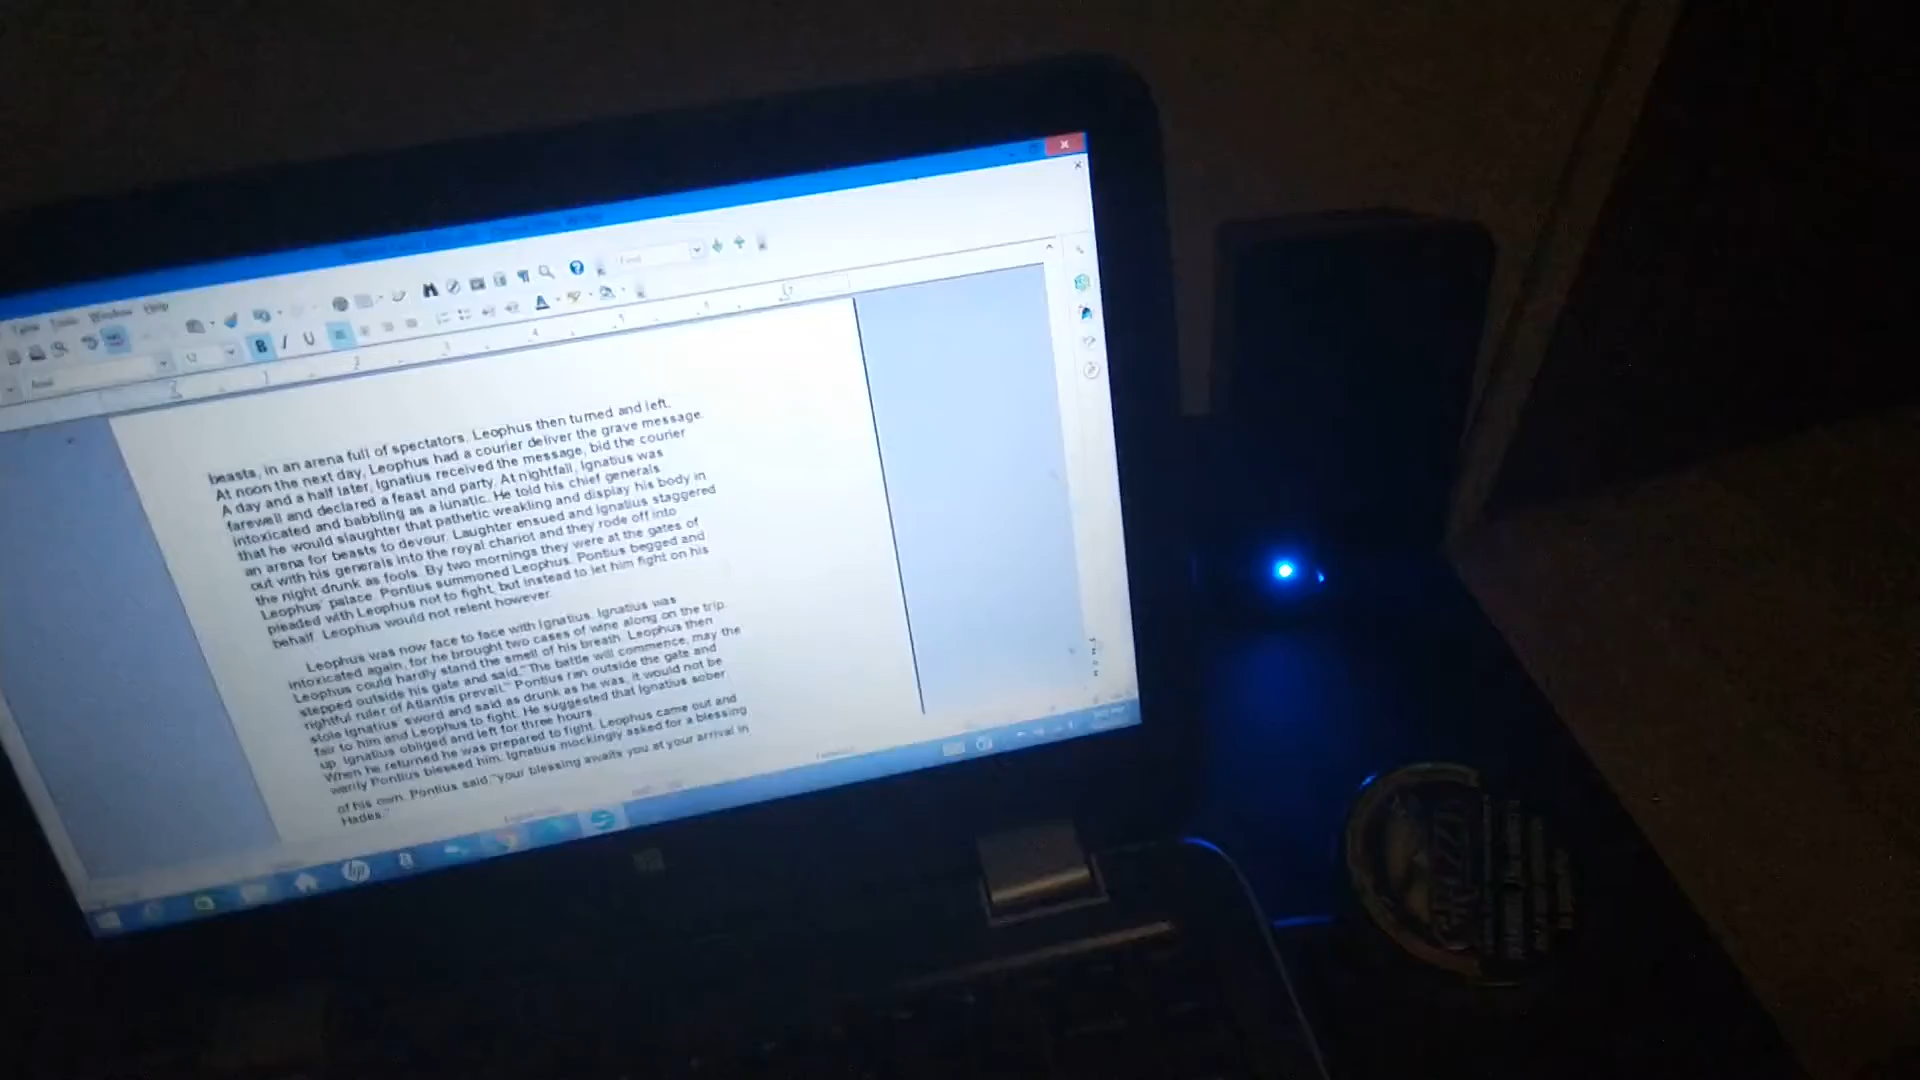 Table Tools Window Help
12
beasts, in an arena full of spectators. Leophus then turned and left.
At noon the next day, Leophus had a courier deliver the grave message.
A day and a half later, Ignatius received the message, bid the courier
farewell and declared a feast and party. At nightfall, Ignatius was
intoxicated and babbling as a lunatic. He told his chief generals
that he would slaughter that pathetic weakling and display his body in
an arena for beasts to devour. Laughter ensued and Ignatius staggered
out with his generals into the royal chariot and they rode off into
the night drunk as fools. By two mornings they were at the gates of
Leophus' palace. Pontius summoned Leophus. Pontius begged and
pleaded with Leophus not to fight, but instead to let him fight on his
behalf. Leophus would not relent however.
Leophus was now face to face with Ignatius. Ignatius was
intoxicated again, for he brought two cases of wine along on the trip.
Leophus could hardly stand the smell of his breath. Leophus then
stepped outside his gate and said,"The battle will commence, may the
rightful ruler of Atlantis prevail." Pontius ran outside the gate and
stole Ignatius' sword and said as drunk as he was, it would not be
fair to him and Leophus to fight. He suggested that Ignatius sober
up. Ignatius obliged and left for three hours.
When he returned he was prepared to fight. Leophus came out and
warily Pontius blessed him. Ignatius mockingly asked for a blessing
of his own. Pontius said,"your blessing awaits you at your arrival in
Hades."
hp
GRIZZLY